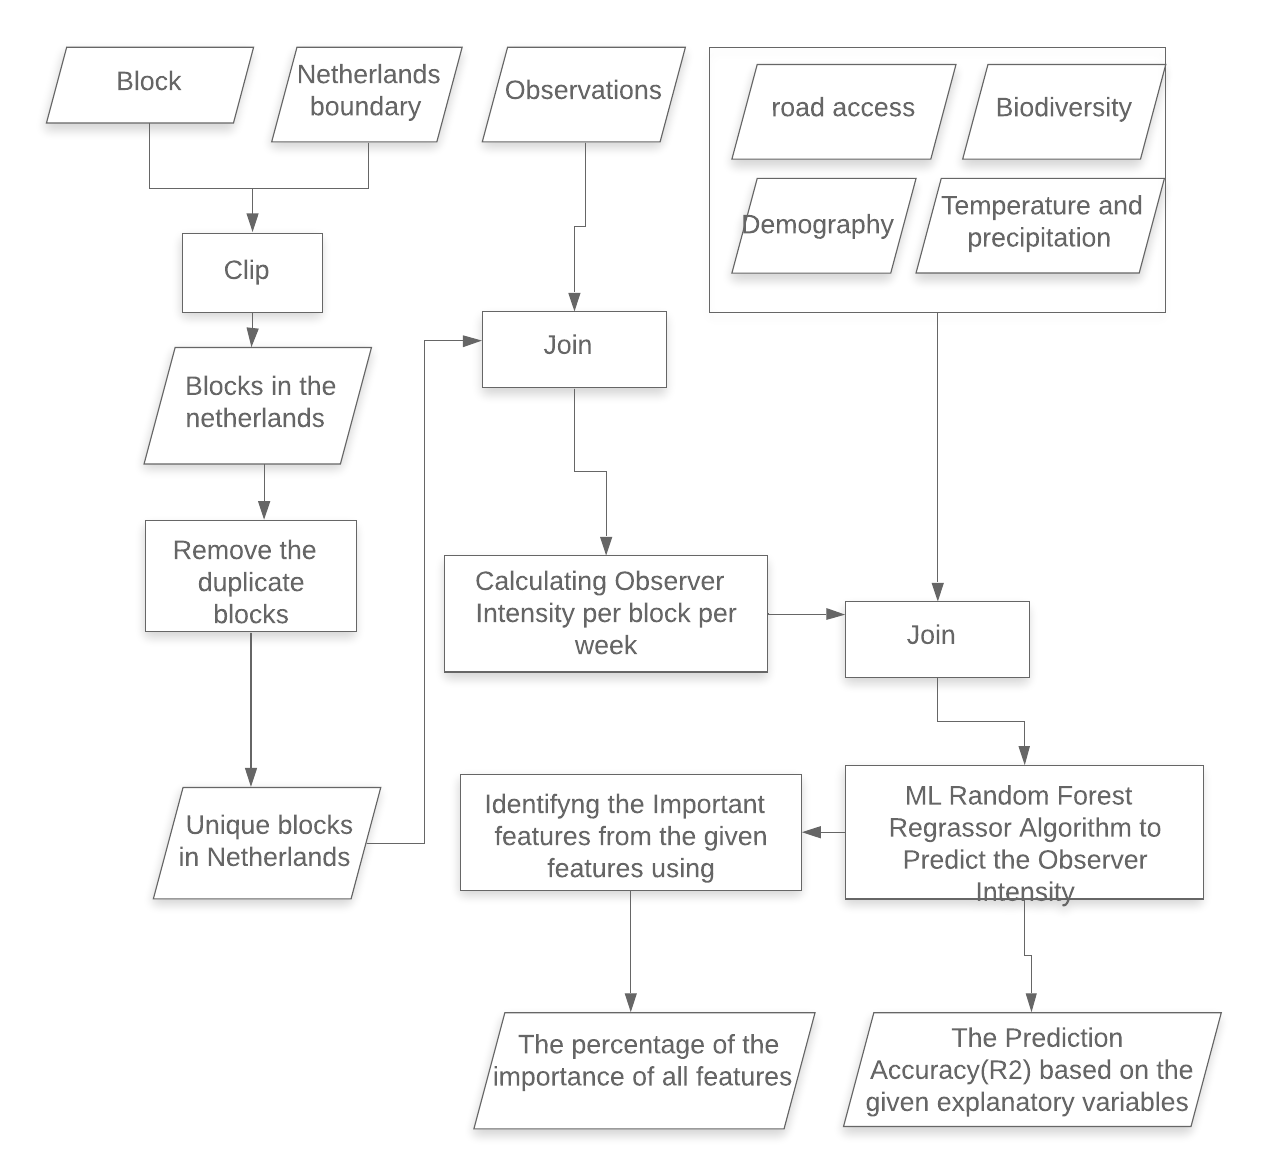 Block
Netherlands
boundary
Observations
road access
Biodiversity
Demography
Temperature and
precipitation
Clip
Join
Blocks in the
netherlands
Remove the
duplicate
blocks
Calculating Observer
Intensity per block per
week
Join
Unique blocks
in Netherlands
Identifyng the Important
features from the given
features using
ML Random Forest
Regrassor Algorithm to
Predict the Observer
Intensity
The percentage of the
importance of all features
The Prediction
Accuracy(R2) based on the
given explanatory variables